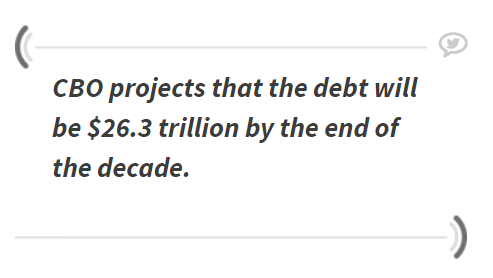 CBO projects that the debt will
be $26.3 trillion by the end of
the decade.